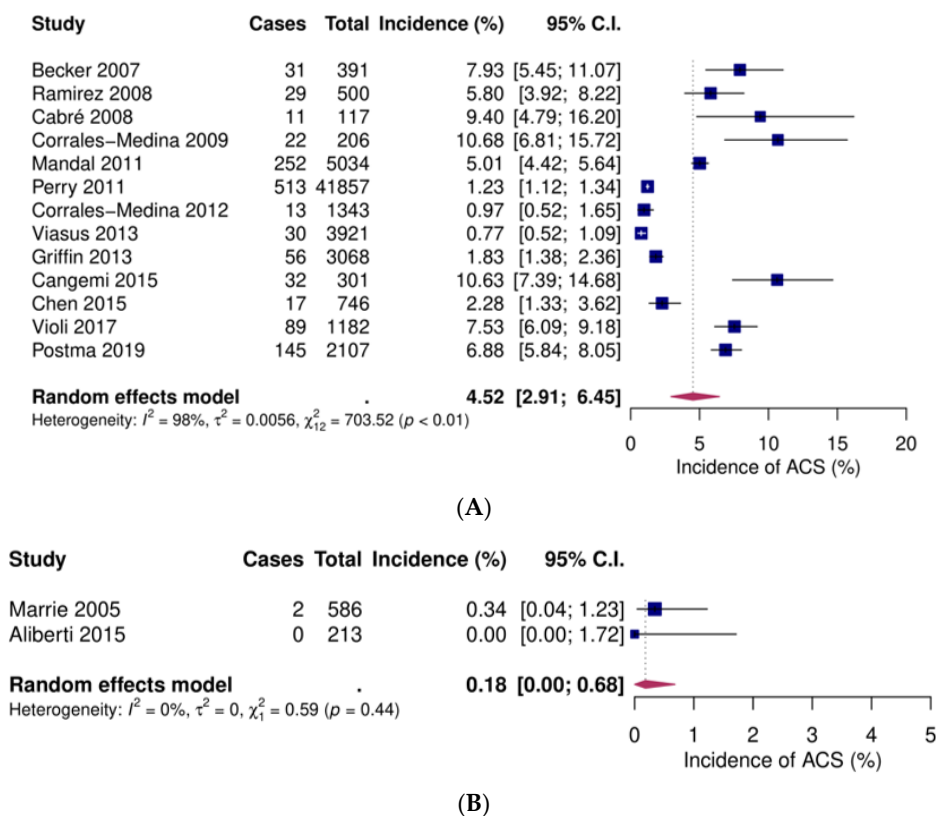 Study Cases Total Incidence (%) 95% C.I.
Becker 2007 31 391 7.93 [5.45; 11.07]
Ramirez 2008 29 500 5.80 [3.92; 8.22]
Cabré 2008 11 117 9.40 [4.79; 16.20]
Corrales−Medina 2009 22 206 10.68 [6.81; 15.72]
Mandal 2011 252 5034 5.01 [4.42; 5.64]
Perry 2011 513 41857 1.23 [1.12; 1.34]
Corrales−Medina 2012 13 1343 0.97 [0.52; 1.65]
Viasus 2013 30 3921 0.77 [0.52; 1.09]
Griffin 2013 56 3068 1.83 [1.38; 2.36]
Cangemi 2015 32 301 10.63 [7.39; 14.68]
Chen 2015 17 746 2.28 [1.33; 3.62]
Violi 2017 89 1182 7.53 [6.09; 9.18]
Postma 2019 145 2107 6.88 [5.84; 8.05]
Random effects model . 4.52 [2.91; 6.45]
Heterogeneity: I² = 98%, τ² = 0.0056, χ²₁₂ = 703.52 (p < 0.01)
0 5 10 15 20
Incidence of ACS (%)
(A)
Study Cases Total Incidence (%) 95% C.I.
Marrie 2005 2 586 0.34 [0.04; 1.23]
Aliberti 2015 0 213 0.00 [0.00; 1.72]
Random effects model . 0.18 [0.00; 0.68]
Heterogeneity: I² = 0%, τ² = 0, χ²₁ = 0.59 (p = 0.44)
0 1 2 3 4 5
Incidence of ACS (%)
(B)